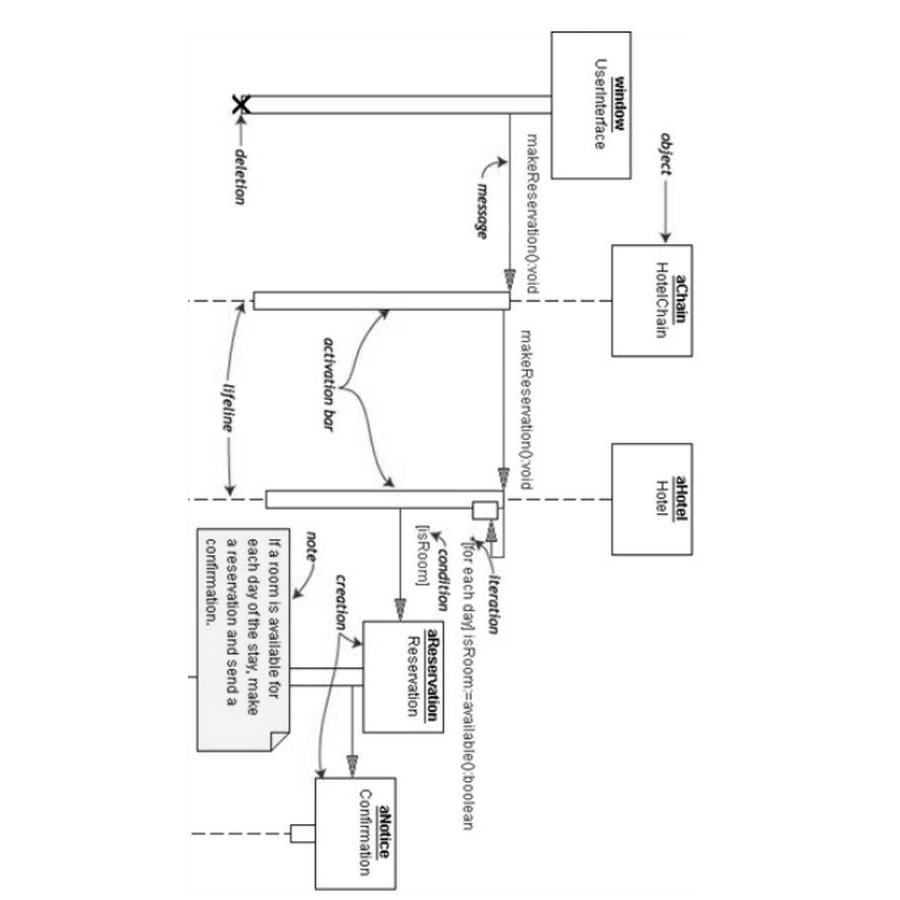 object
window
UserInterface
aChain
HotelChain
aHotel
Hotel
makeReservation():void
message
makeReservation():void
iteration
[for each day] isRoom:=available():boolean
condition
[isRoom]
aReservation
Reservation
creation
aNotice
Confirmation
activation bar
note
If a room is available for
each day of the stay, make
a reservation and send a
confirmation.
deletion
lifeline